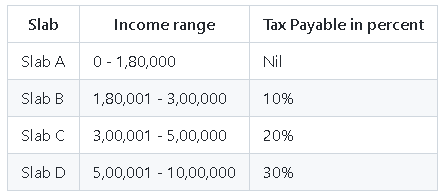 Slab Income range Tax Payable in percent
Slab A 0 - 1,80,000 Nil
Slab B 1,80,001 - 3,00,000 10%
Slab C 3,00,001 - 5,00,000 20%
Slab D 5,00,001 - 10,00,000 30%